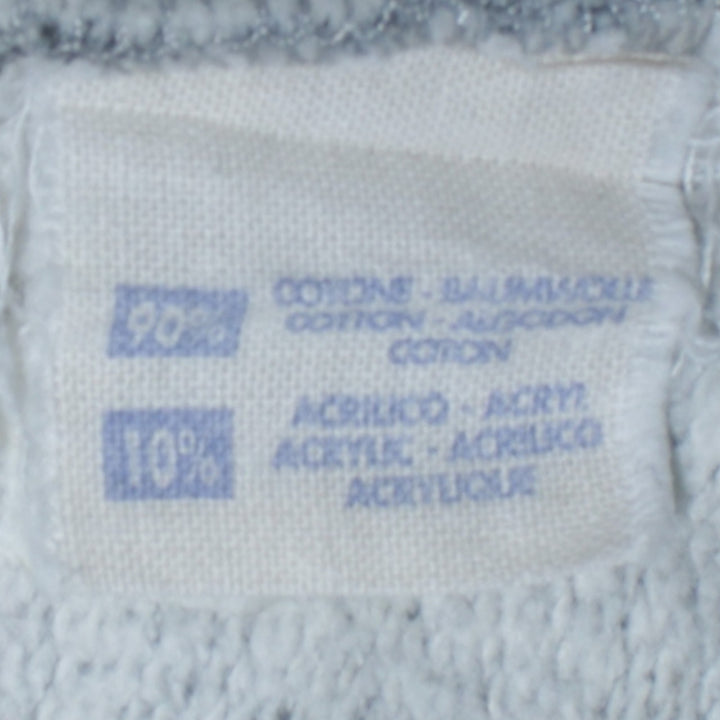 90% COTONE - BAUMWOLLE
COTTON - ALGODON
COTON
10% ACRILICO - ACRYL
ACRYLIC - ACRILICO
ACRYLIQUE